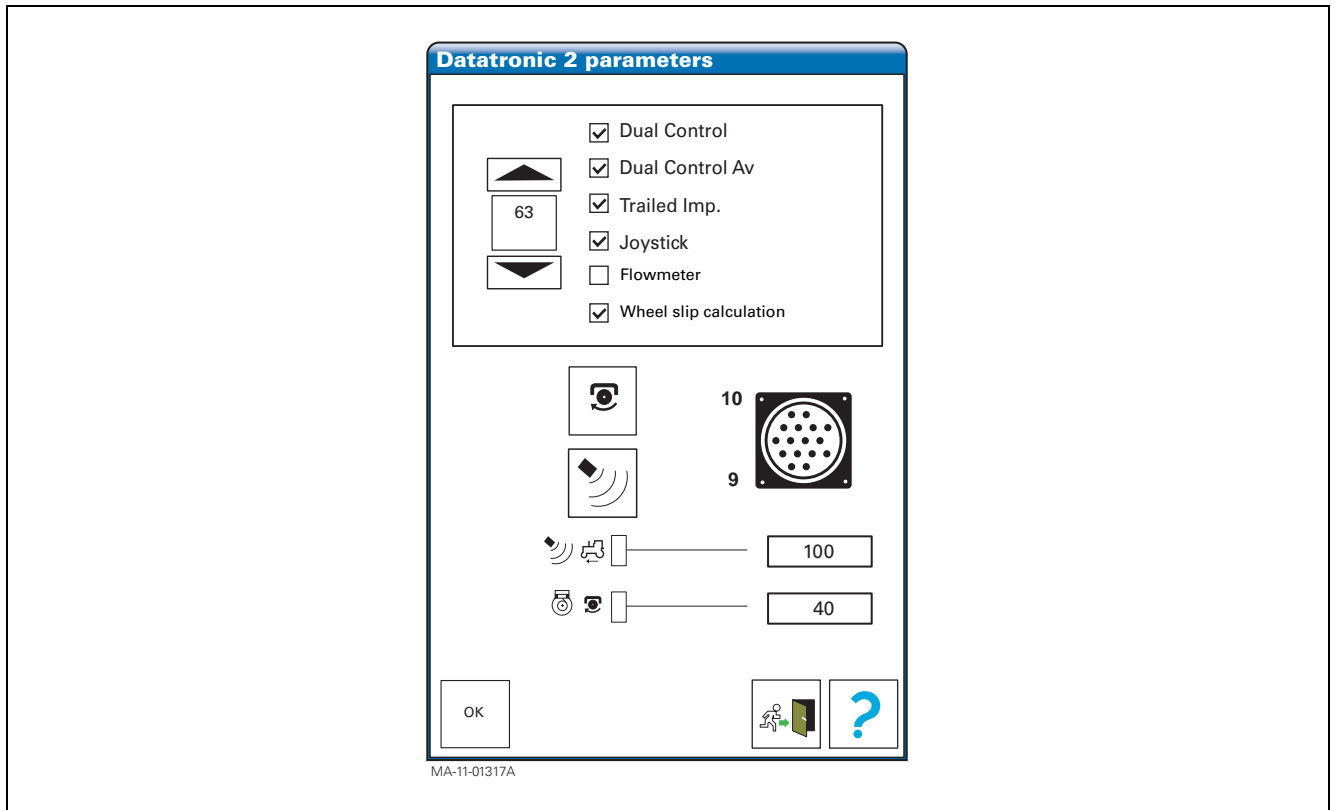 Datatronic 2 parameters
Dual Control
Dual Control Av
63
Trailed Imp.
Joystick
Flowmeter
Wheel slip calculation
10
9
100
40
OK
?
MA-11-01317A